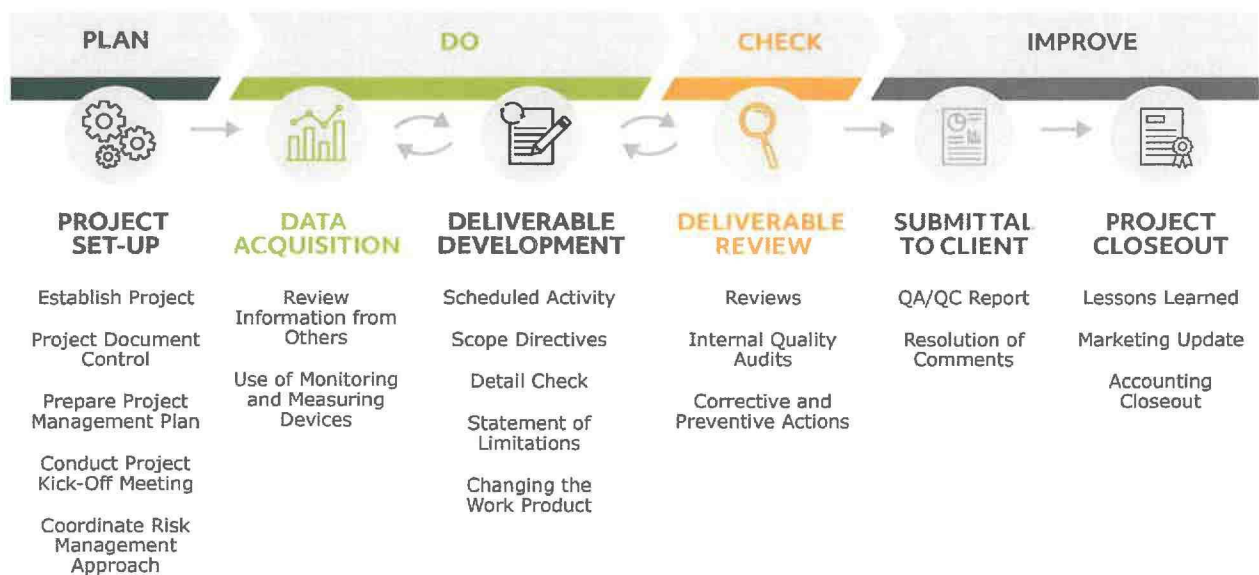 PLAN
DO
CHECK
IMPROVE
PROJECT
SET-UP
Establish Project
Project Document
Control
Prepare Project
Management Plan
Conduct Project
Kick-Off Meeting
Coordinate Risk
Management
Approach
DATA
ACQUISITION
Review
Information from
Others
Use of Monitoring
and Measuring
Devices
DELIVERABLE
DEVELOPMENT
Scheduled Activity
Scope Directives
Detail Check
Statement of
Limitations
Changing the
Work Product
DELIVERABLE
REVIEW
Reviews
Internal Quality
Audits
Corrective and
Preventive Actions
SUBMITTAL
TO CLIENT
QA/QC Report
Resolution of
Comments
PROJECT
CLOSEOUT
Lessons Learned
Marketing Update
Accounting
Closeout